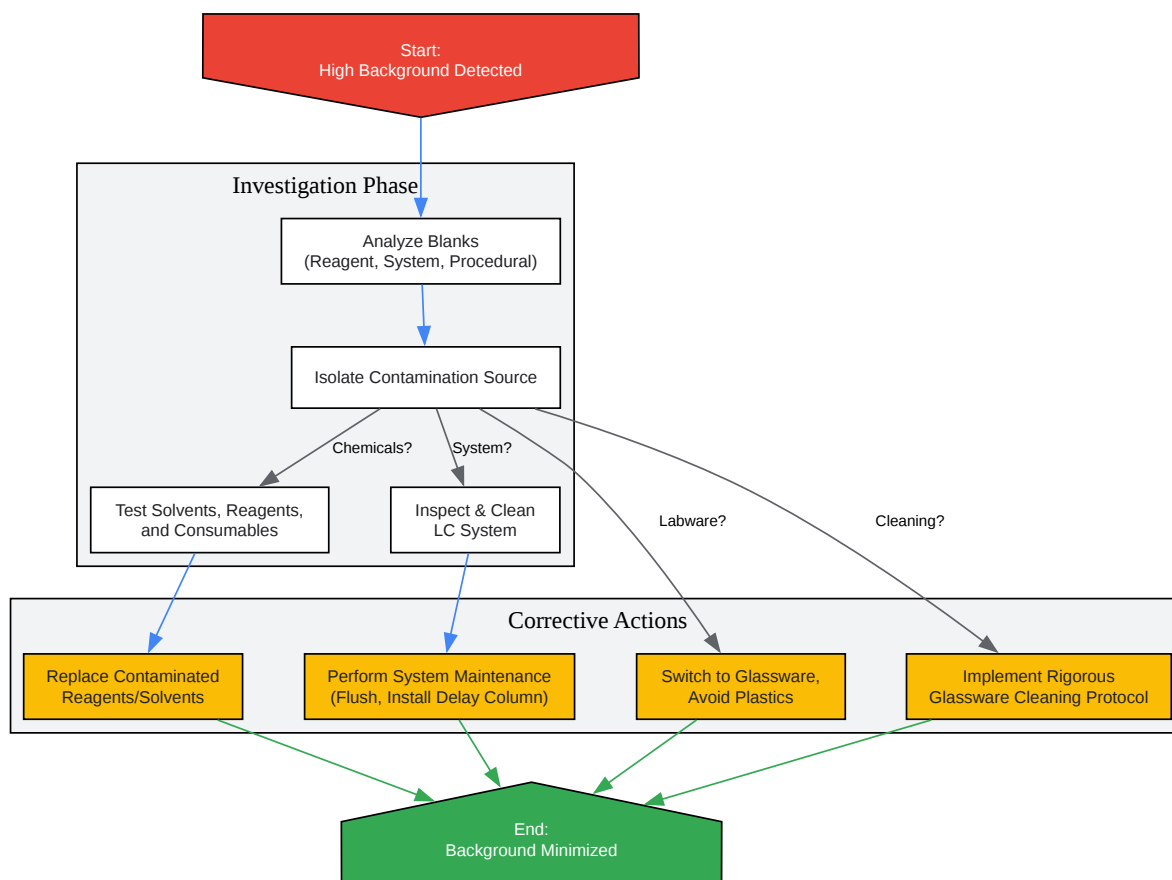 Start:
High Background Detected
Investigation Phase
Analyze Blanks
(Reagent, System, Procedural)
Isolate Contamination Source
Chemicals?
System?
Labware?
Cleaning?
Test Solvents, Reagents,
and Consumables
Inspect & Clean
LC System
Corrective Actions
Replace Contaminated
Reagents/Solvents
Perform System Maintenance
(Flush, Install Delay Column)
Switch to Glassware,
Avoid Plastics
Implement Rigorous
Glassware Cleaning Protocol
End:
Background Minimized